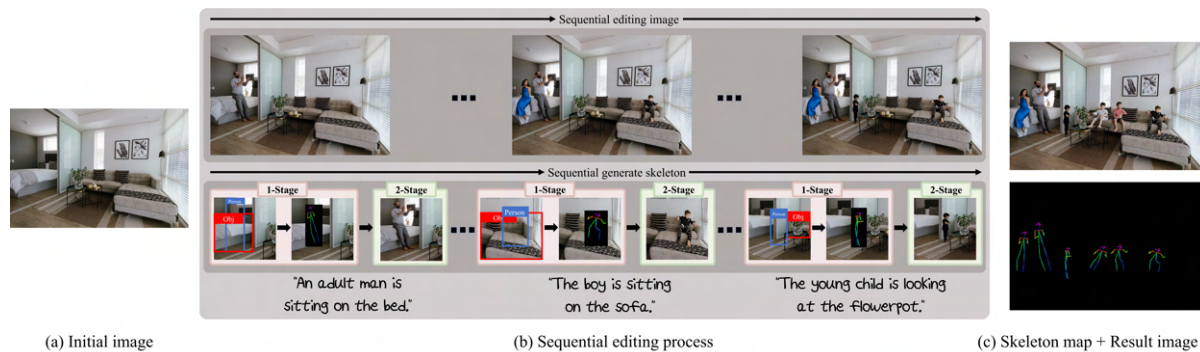 Sequential editing image
Sequential generate skeleton
1-Stage
2-Stage
1-Stage
2-Stage
1-Stage
2-Stage
Person
Obj
Person
Obj
Person
Obj
"An adult man is
sitting on the bed."
"The boy is sitting
on the sofa."
"The young child is looking
at the flowerpot."
(a) Initial image
(b) Sequential editing process
(c) Skeleton map + Result image